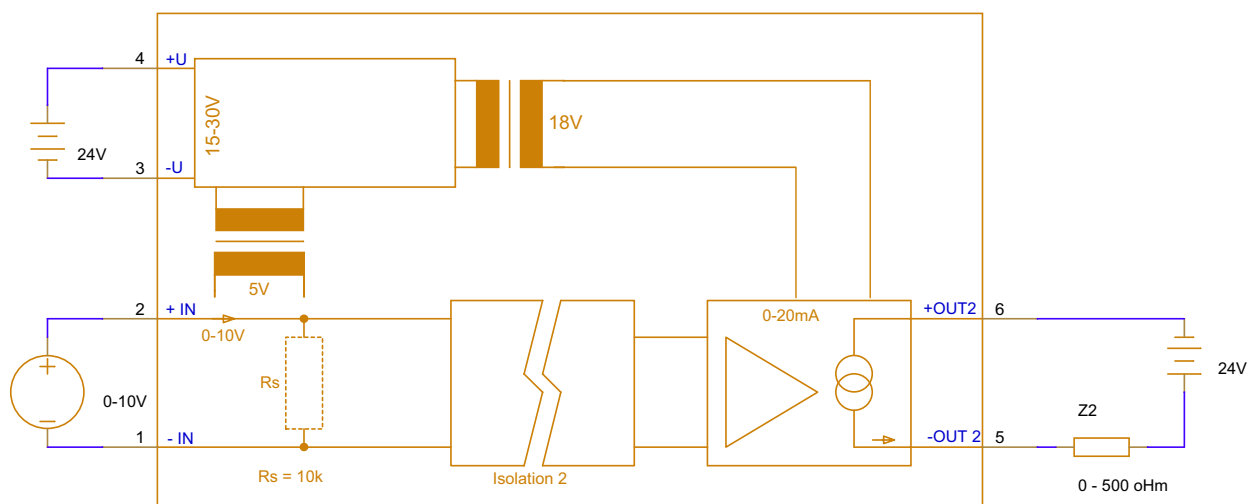 4
+U
15-30V
18V
24V
3
-U
5V
2
+ IN
0-10V
0-20mA
+OUT2
6
Rs
0-10V
24V
Z2
1
- IN
-OUT 2
5
Rs = 10k
Isolation 2
0 - 500 oHm